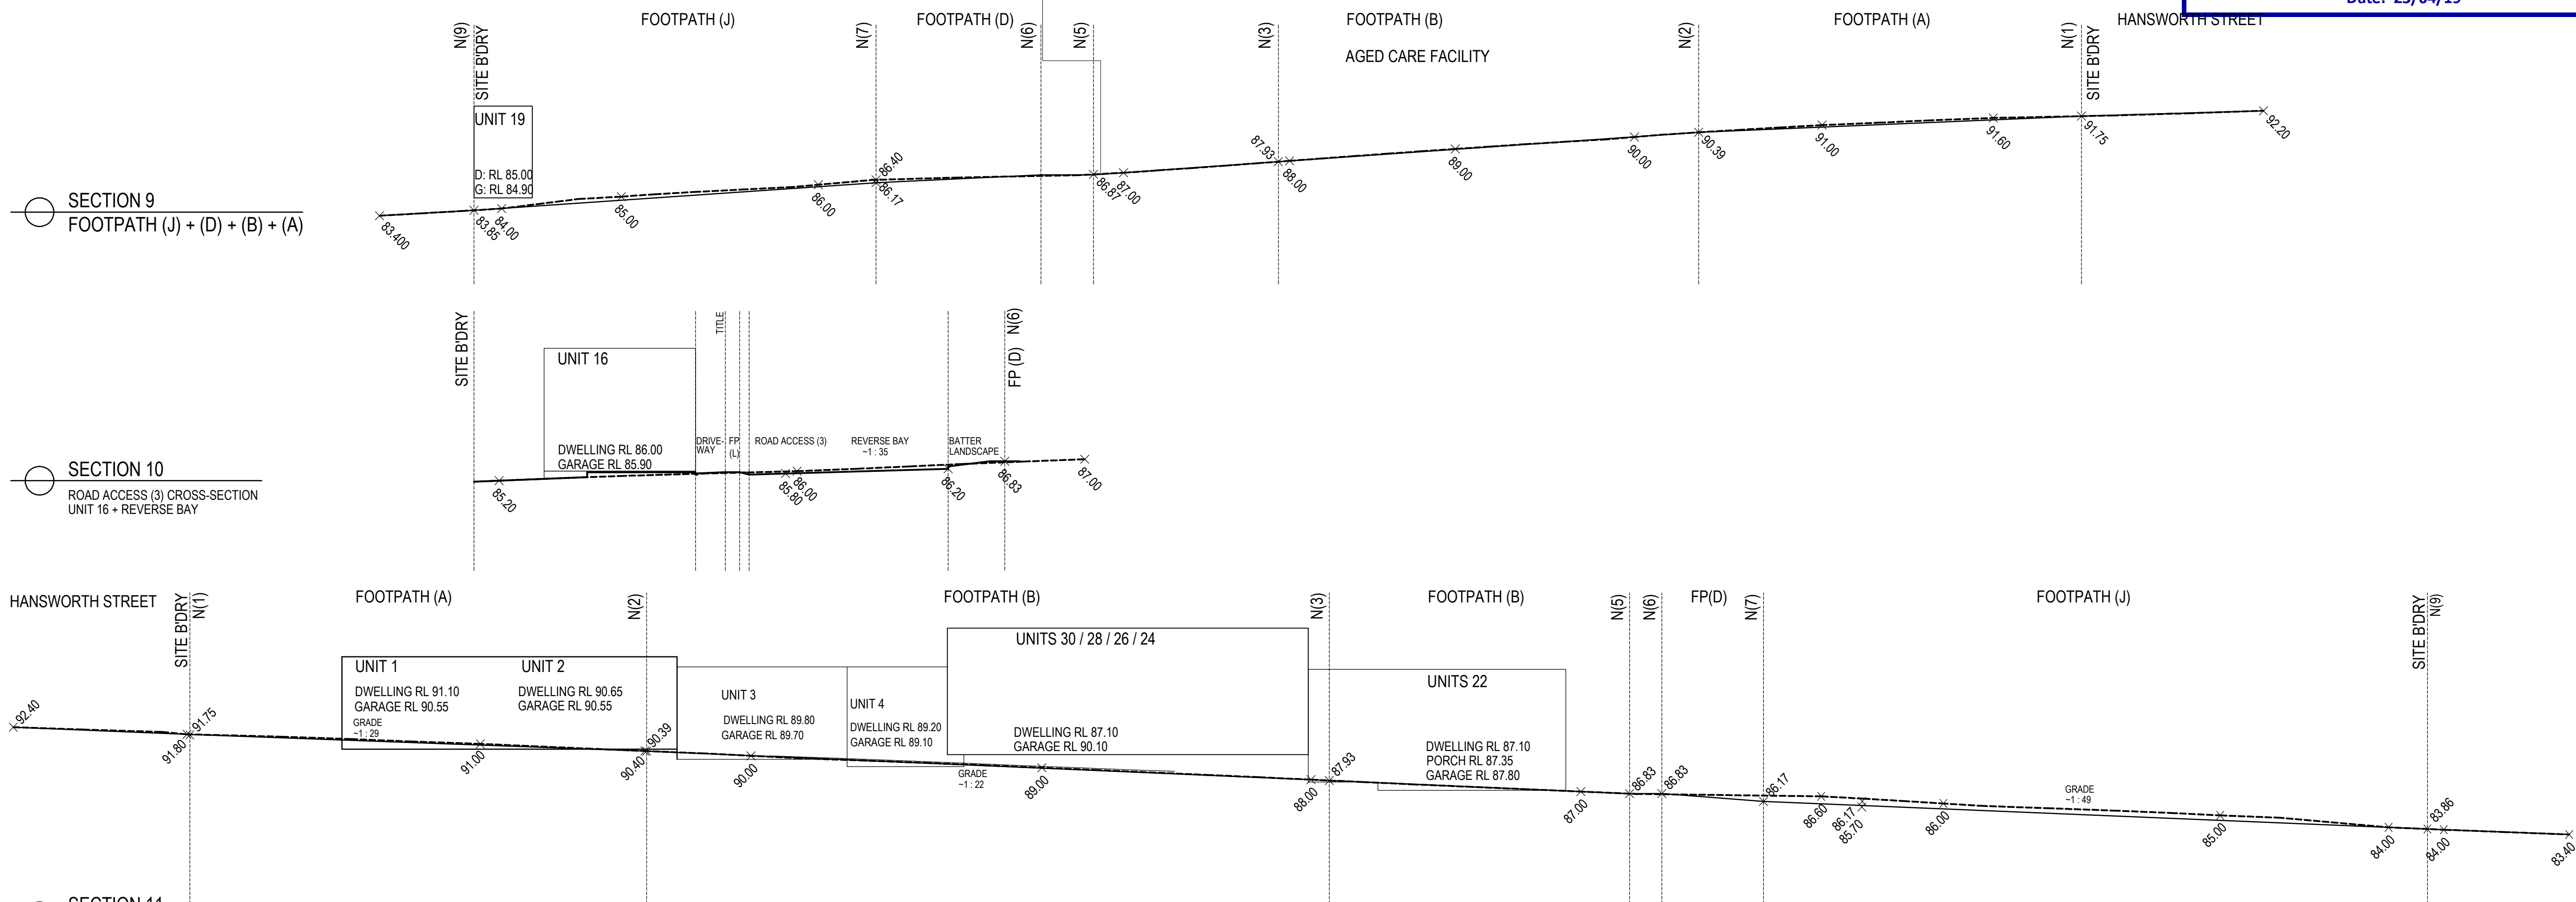 Date: 23/04/19
FOOTPATH (J)
FOOTPATH (D)
FOOTPATH (B)
FOOTPATH (A)
HANSWORTH STREET
N(9)
SITE B'DRY
N(7)
N(6)
N(5)
N(3)
N(2)
N(1)
SITE B'DRY
AGED CARE FACILITY
UNIT 19
D: RL 85.00
G: RL 84.90
SECTION 9
FOOTPATH (J) + (D) + (B) + (A)
83.400
83.85
84.00
85.00
86.00
86.40
86.17
86.87
87.00
87.93
88.00
89.00
90.00
90.39
91.00
91.60
91.75
92.20
SITE B'DRY
TITLE
FP (D) N(6)
UNIT 16
DWELLING RL 86.00
GARAGE RL 85.90
DRIVE-
WAY
FP
(L)
ROAD ACCESS (3)
REVERSE BAY
~1 : 35
BATTER
LANDSCAPE
SECTION 10
ROAD ACCESS (3) CROSS-SECTION
UNIT 16 + REVERSE BAY
85.20
85.80
86.00
86.20
86.83
87.00
HANSWORTH STREET
SITE B'DRY
N(1)
FOOTPATH (A)
N(2)
FOOTPATH (B)
N(3)
FOOTPATH (B)
N(5)
N(6)
FP(D)
N(7)
FOOTPATH (J)
SITE B'DRY
N(9)
UNIT 1
DWELLING RL 91.10
GARAGE RL 90.55
GRADE
~1 : 29
UNIT 2
DWELLING RL 90.65
GARAGE RL 90.55
UNIT 3
DWELLING RL 89.80
GARAGE RL 89.70
UNIT 4
DWELLING RL 89.20
GARAGE RL 89.10
UNITS 30 / 28 / 26 / 24
DWELLING RL 87.10
GARAGE RL 90.10
GRADE
~1 : 22
UNITS 22
DWELLING RL 87.10
PORCH RL 87.35
GARAGE RL 87.80
GRADE
~1 : 49
92.40
91.80
91.75
91.00
90.40
90.39
90.00
89.00
88.00
87.93
87.00
86.83
86.83
86.17
86.60
86.17
85.70
86.00
85.00
84.00
83.86
84.00
83.40
SECTION 11